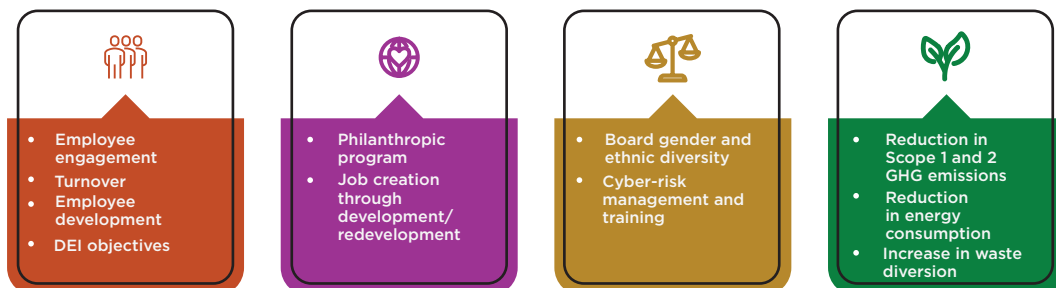 • Employee
engagement
• Turnover
• Employee
development
• DEI objectives
• Philanthropic
program
• Job creation
through
development/
redevelopment
• Board gender and
ethnic diversity
• Cyber-risk
management and
training
• Reduction in
Scope 1 and 2
GHG emissions
• Reduction
in energy
consumption
• Increase in waste
diversion